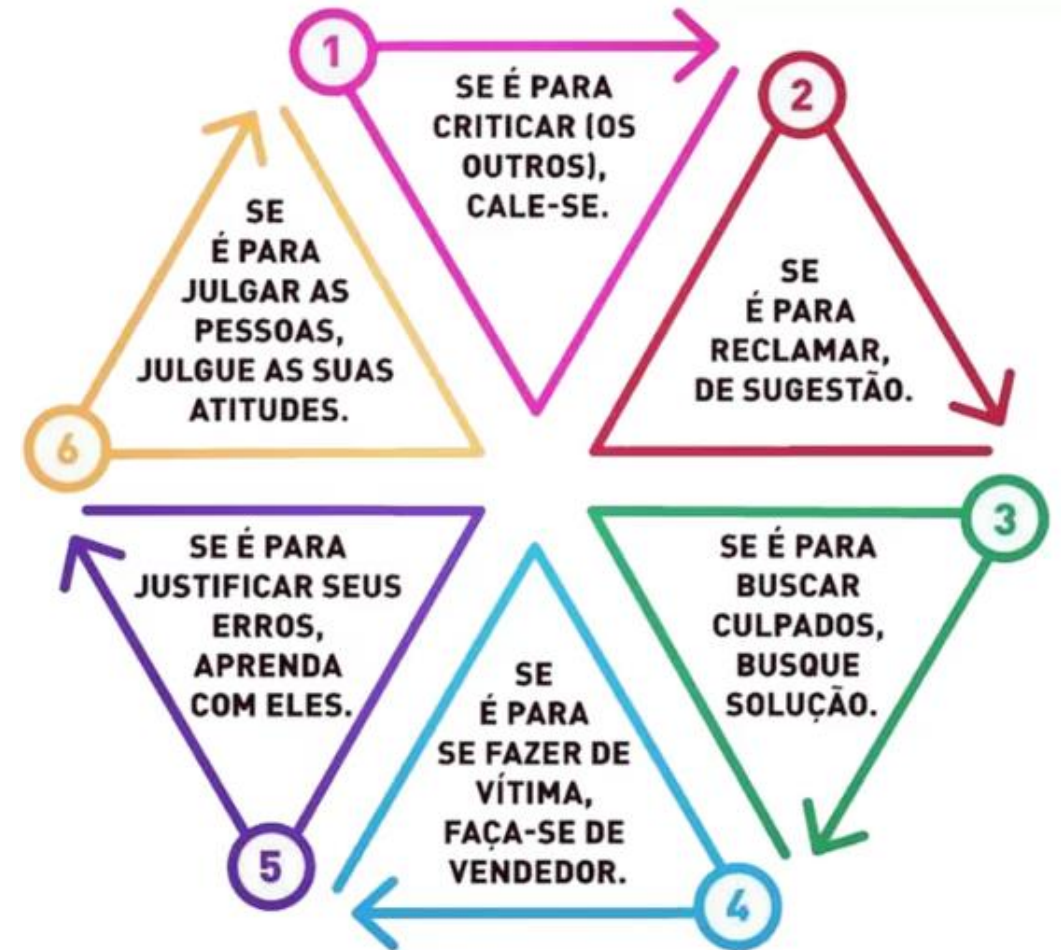 1
SE É PARA
CRITICAR (OS
OUTROS),
CALE-SE.
2
SE
É PARA
RECLAMAR,
DE SUGESTÃO.
3
SE É PARA
BUSCAR
CULPADOS,
BUSQUE
SOLUÇÃO.
4
SE
É PARA
SE FAZER DE
VÍTIMA,
FAÇA-SE DE
VENDEDOR.
5
SE É PARA
JUSTIFICAR SEUS
ERROS,
APRENDA
COM ELES.
6
SE
É PARA
JULGAR AS
PESSOAS,
JULGUE AS SUAS
ATITUDES.